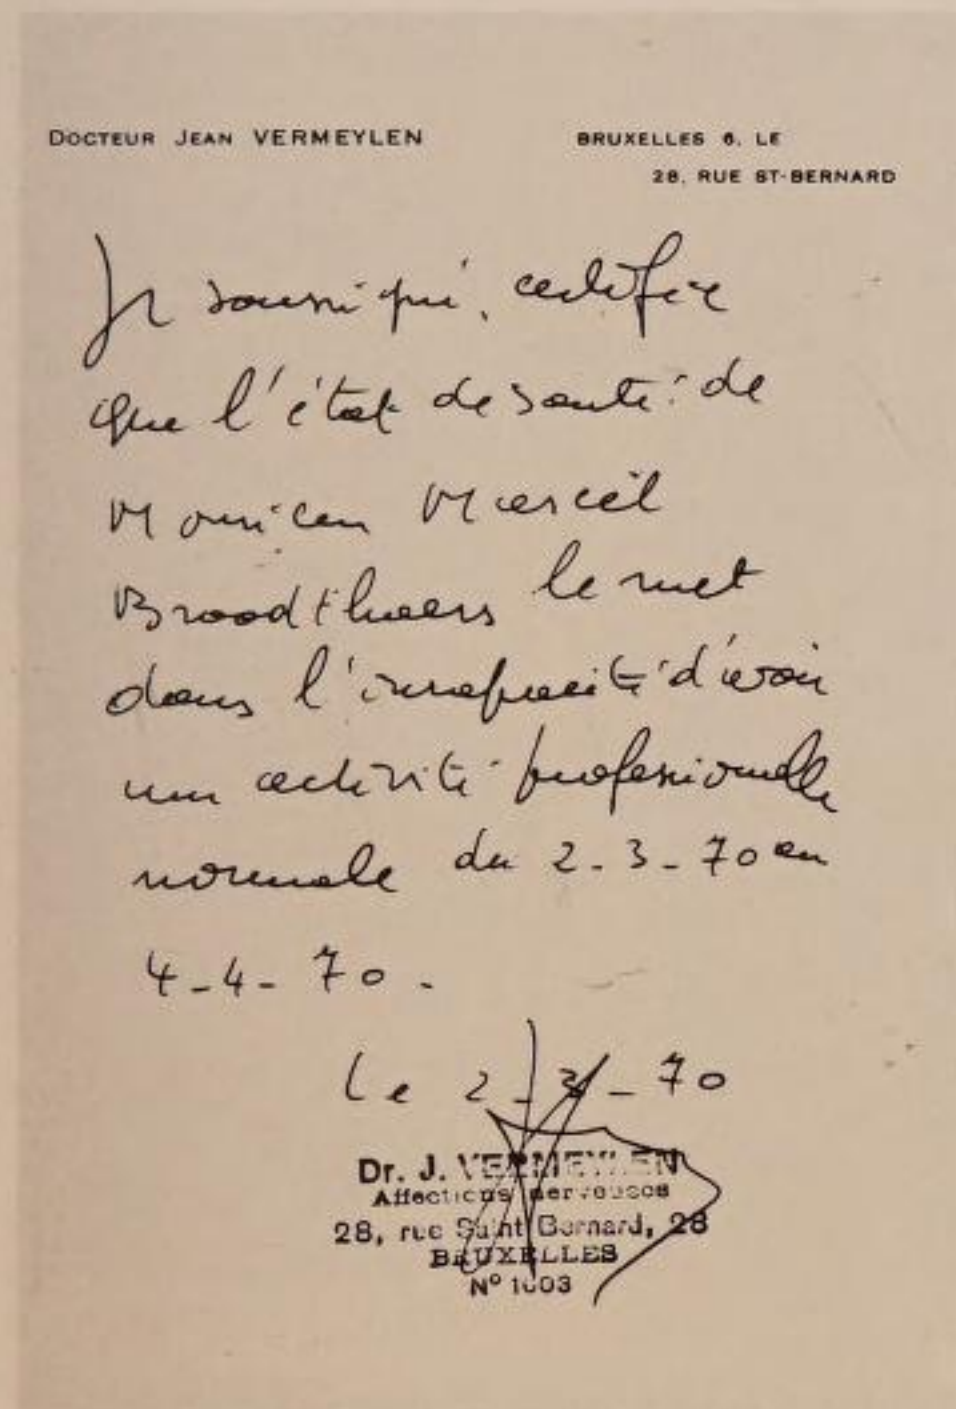 DOCTEUR JEAN VERMEYLEN
BRUXELLES 6, LE
28, RUE ST-BERNARD
Je soussigné, certifie
que l'état de santé de
Monsieur Marcel
Broodthaers le met
dans l'incapacité d'avoir
une activité professionnelle
normale du 2-3-70 au
4-4-70.
Le 2-3-70
Dr. J. VERMEYLEN
Affections nerveuses
28, rue Saint Bernard, 28
BRUXELLES
N° 1003